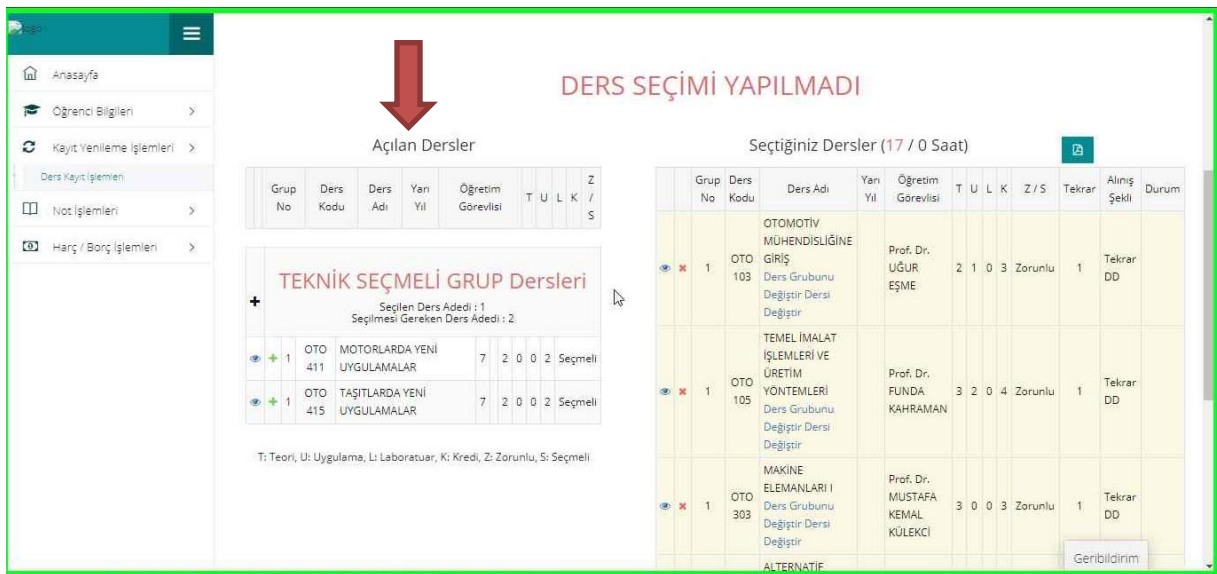 Anasayfa
Öğrenci Bilgileri
Kayıt Yenileme İşlemleri
Ders Kayıt İşlemleri
Not İşlemleri
Harç / Borç İşlemleri
DERS SEÇİMİ YAPILMADI
Açılan Dersler
Grup No Ders Kodu Ders Adı Yarı Yıl Öğretim Görevlisi T U L K Z / S
TEKNİK SEÇMELİ GRUP Dersleri
Seçilen Ders Adedi : 1
Seçilmesi Gereken Ders Adedi : 2
1 OTO 411 MOTORLARDA YENİ UYGULAMALAR 7 2 0 0 2 Seçmeli
1 OTO 415 TAŞITLARDA YENİ UYGULAMALAR 7 2 0 0 2 Seçmeli
T: Teori, U: Uygulama, L: Laboratuar, K: Kredi, Z: Zorunlu, S: Seçmeli
Seçtiğiniz Dersler (17 / 0 Saat)
Grup No Ders Kodu Ders Adı Yarı Yıl Öğretim Görevlisi T U L K Z / S Tekrar Alınış Şekli Durum
1 OTO 103 OTOMOTİV MÜHENDİSLİĞİNE GİRİŞ Ders Grubunu Değiştir Dersi Değiştir Prof. Dr. UĞUR EŞME 2 1 0 3 Zorunlu 1 Tekrar DD
1 OTO 105 TEMEL İMALAT İŞLEMLERİ VE ÜRETİM YÖNTEMLERİ Ders Grubunu Değiştir Dersi Değiştir Prof. Dr. FUNDA KAHRAMAN 3 2 0 4 Zorunlu 1 Tekrar DD
1 OTO 303 MAKİNE ELEMANLARI I Ders Grubunu Değiştir Dersi Değiştir Prof. Dr. MUSTAFA KEMAL KÜLEKCİ 3 0 0 3 Zorunlu 1 Tekrar DD
ALTERNATİF
Geribildirim